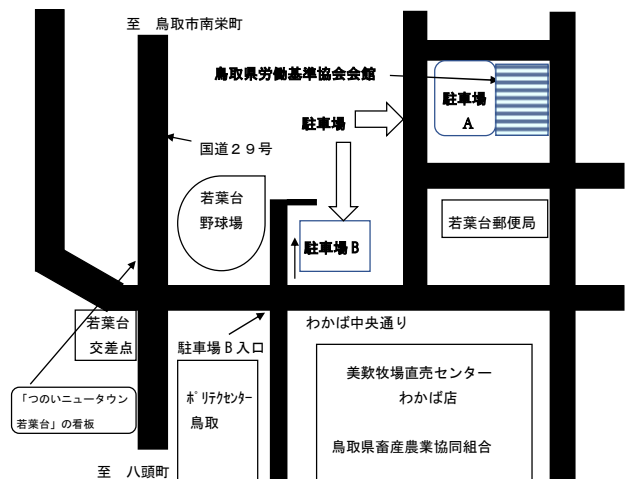 至　鳥取市南栄町
鳥取県労働基準協会会館
駐車場
A
駐車場
国道２９号
若葉台
野球場
若葉台郵便局
駐車場 B
若葉台
交差点
駐車場 B 入口
わかば中央通り
「つのいニュータウン
若葉台」の看板
ﾎﾟﾘﾃｸｾﾝﾀｰ
鳥取
美歎牧場直売センター
わかば店
鳥取県畜産農業協同組合
至　八頭町